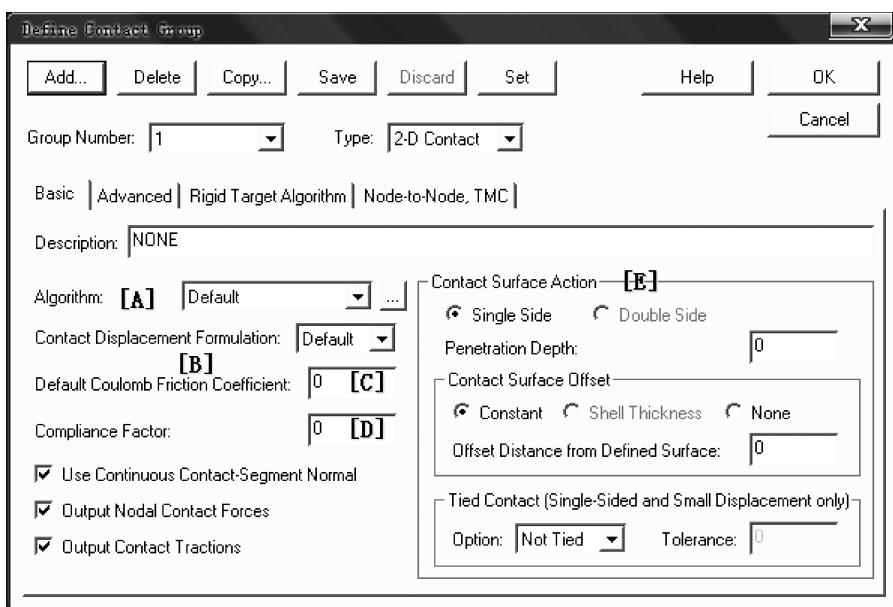 Define Contact Group
X
Add... Delete Copy... Save Discard Set Help OK
Cancel
Group Number: 1 Type: 2-D Contact
Basic Advanced Rigid Target Algorithm Node-to-Node, TMC
Description: NONE
Algorithm: [A] Default ...
Contact Displacement Formulation: Default
[B]
Default Coulomb Friction Coefficient: 0 [C]
Compliance Factor: 0 [D]
Use Continuous Contact-Segment Normal
Output Nodal Contact Forces
Output Contact Tractions
Contact Surface Action [E]
Single Side Double Side
Penetration Depth: 0
Contact Surface Offset
Constant Shell Thickness None
Offset Distance from Defined Surface: 0
Tied Contact (Single-Sided and Small Displacement only)
Option: Not Tied Tolerance: 0